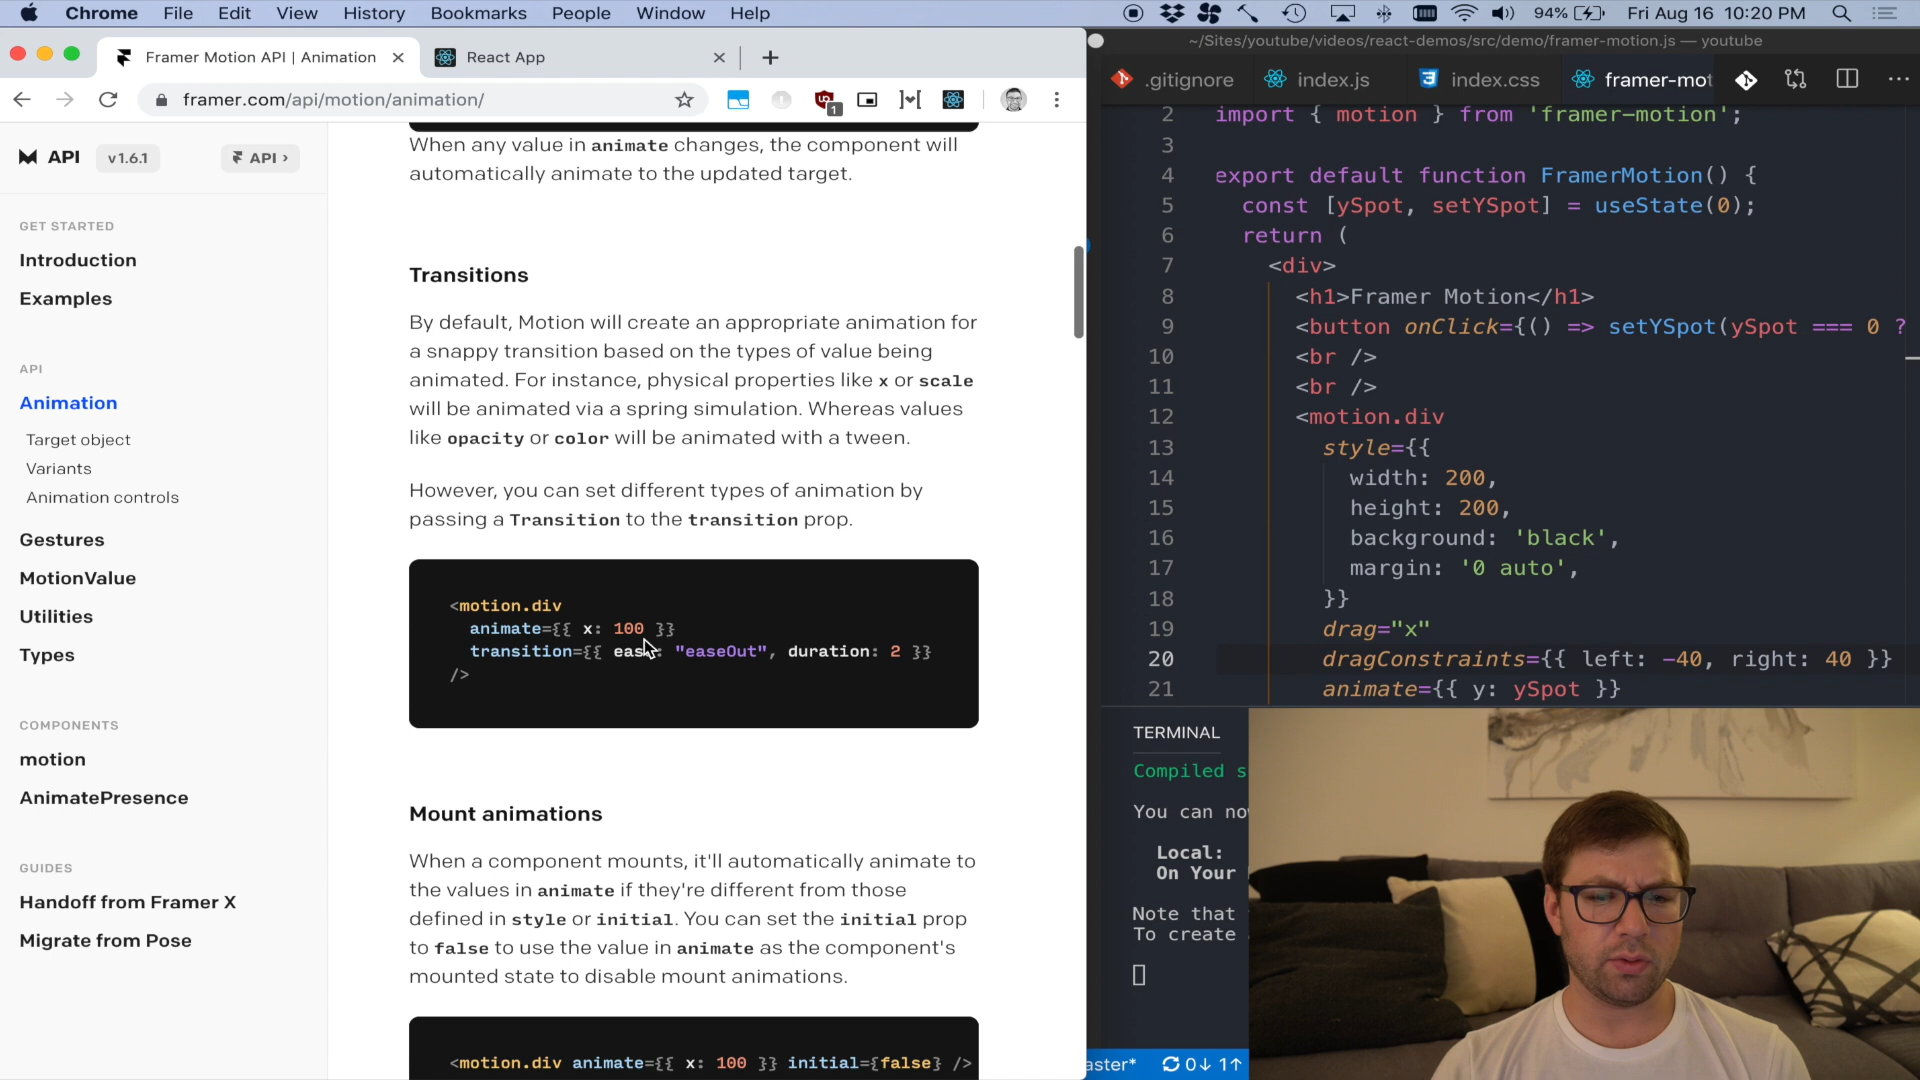 Chrome File Edit View History Bookmarks People Window Help
94% Fri Aug 16 10:20 PM
Framer Motion API | Animation
React App
framer.com/api/motion/animation/
1
API v1.6.1 API ›
GET STARTED
Introduction
Examples
API
Animation
Target object
Variants
Animation controls
Gestures
MotionValue
Utilities
Types
COMPONENTS
motion
AnimatePresence
GUIDES
Handoff from Framer X
Migrate from Pose
When any value in animate changes, the component will
automatically animate to the updated target.
Transitions
By default, Motion will create an appropriate animation for
a snappy transition based on the types of value being
animated. For instance, physical properties like x or scale
will be animated via a spring simulation. Whereas values
like opacity or color will be animated with a tween.
However, you can set different types of animation by
passing a Transition to the transition prop.
<motion.div
animate={{ x: 100 }}
transition={{ eas : "easeOut", duration: 2 }}
/>
Mount animations
When a component mounts, it'll automatically animate to
the values in animate if they're different from those
defined in style or initial. You can set the initial prop
to false to use the value in animate as the component's
mounted state to disable mount animations.
<motion.div animate={{ x: 100 }} initial={false} />
~/Sites/youtube/videos/react-demos/src/demo/framer-motion.js — youtube
.gitignore index.js index.css framer-mot
2 import { motion } from 'framer-motion';
3
4 export default function FramerMotion() {
5 const [ySpot, setYSpot] = useState(0);
6 return (
7 <div>
8 <h1>Framer Motion</h1>
9 <button onClick={() => setYSpot(ySpot === 0 ?
10 <br />
11 <br />
12 <motion.div
13 style={{
14 width: 200,
15 height: 200,
16 background: 'black',
17 margin: '0 auto',
18 }}
19 drag="x"
20 dragConstraints={{ left: -40, right: 40 }}
21 animate={{ y: ySpot }}
TERMINAL
Compiled s
You can now
Local:
On Your
Note that
To create
aster* 0↓ 1↑